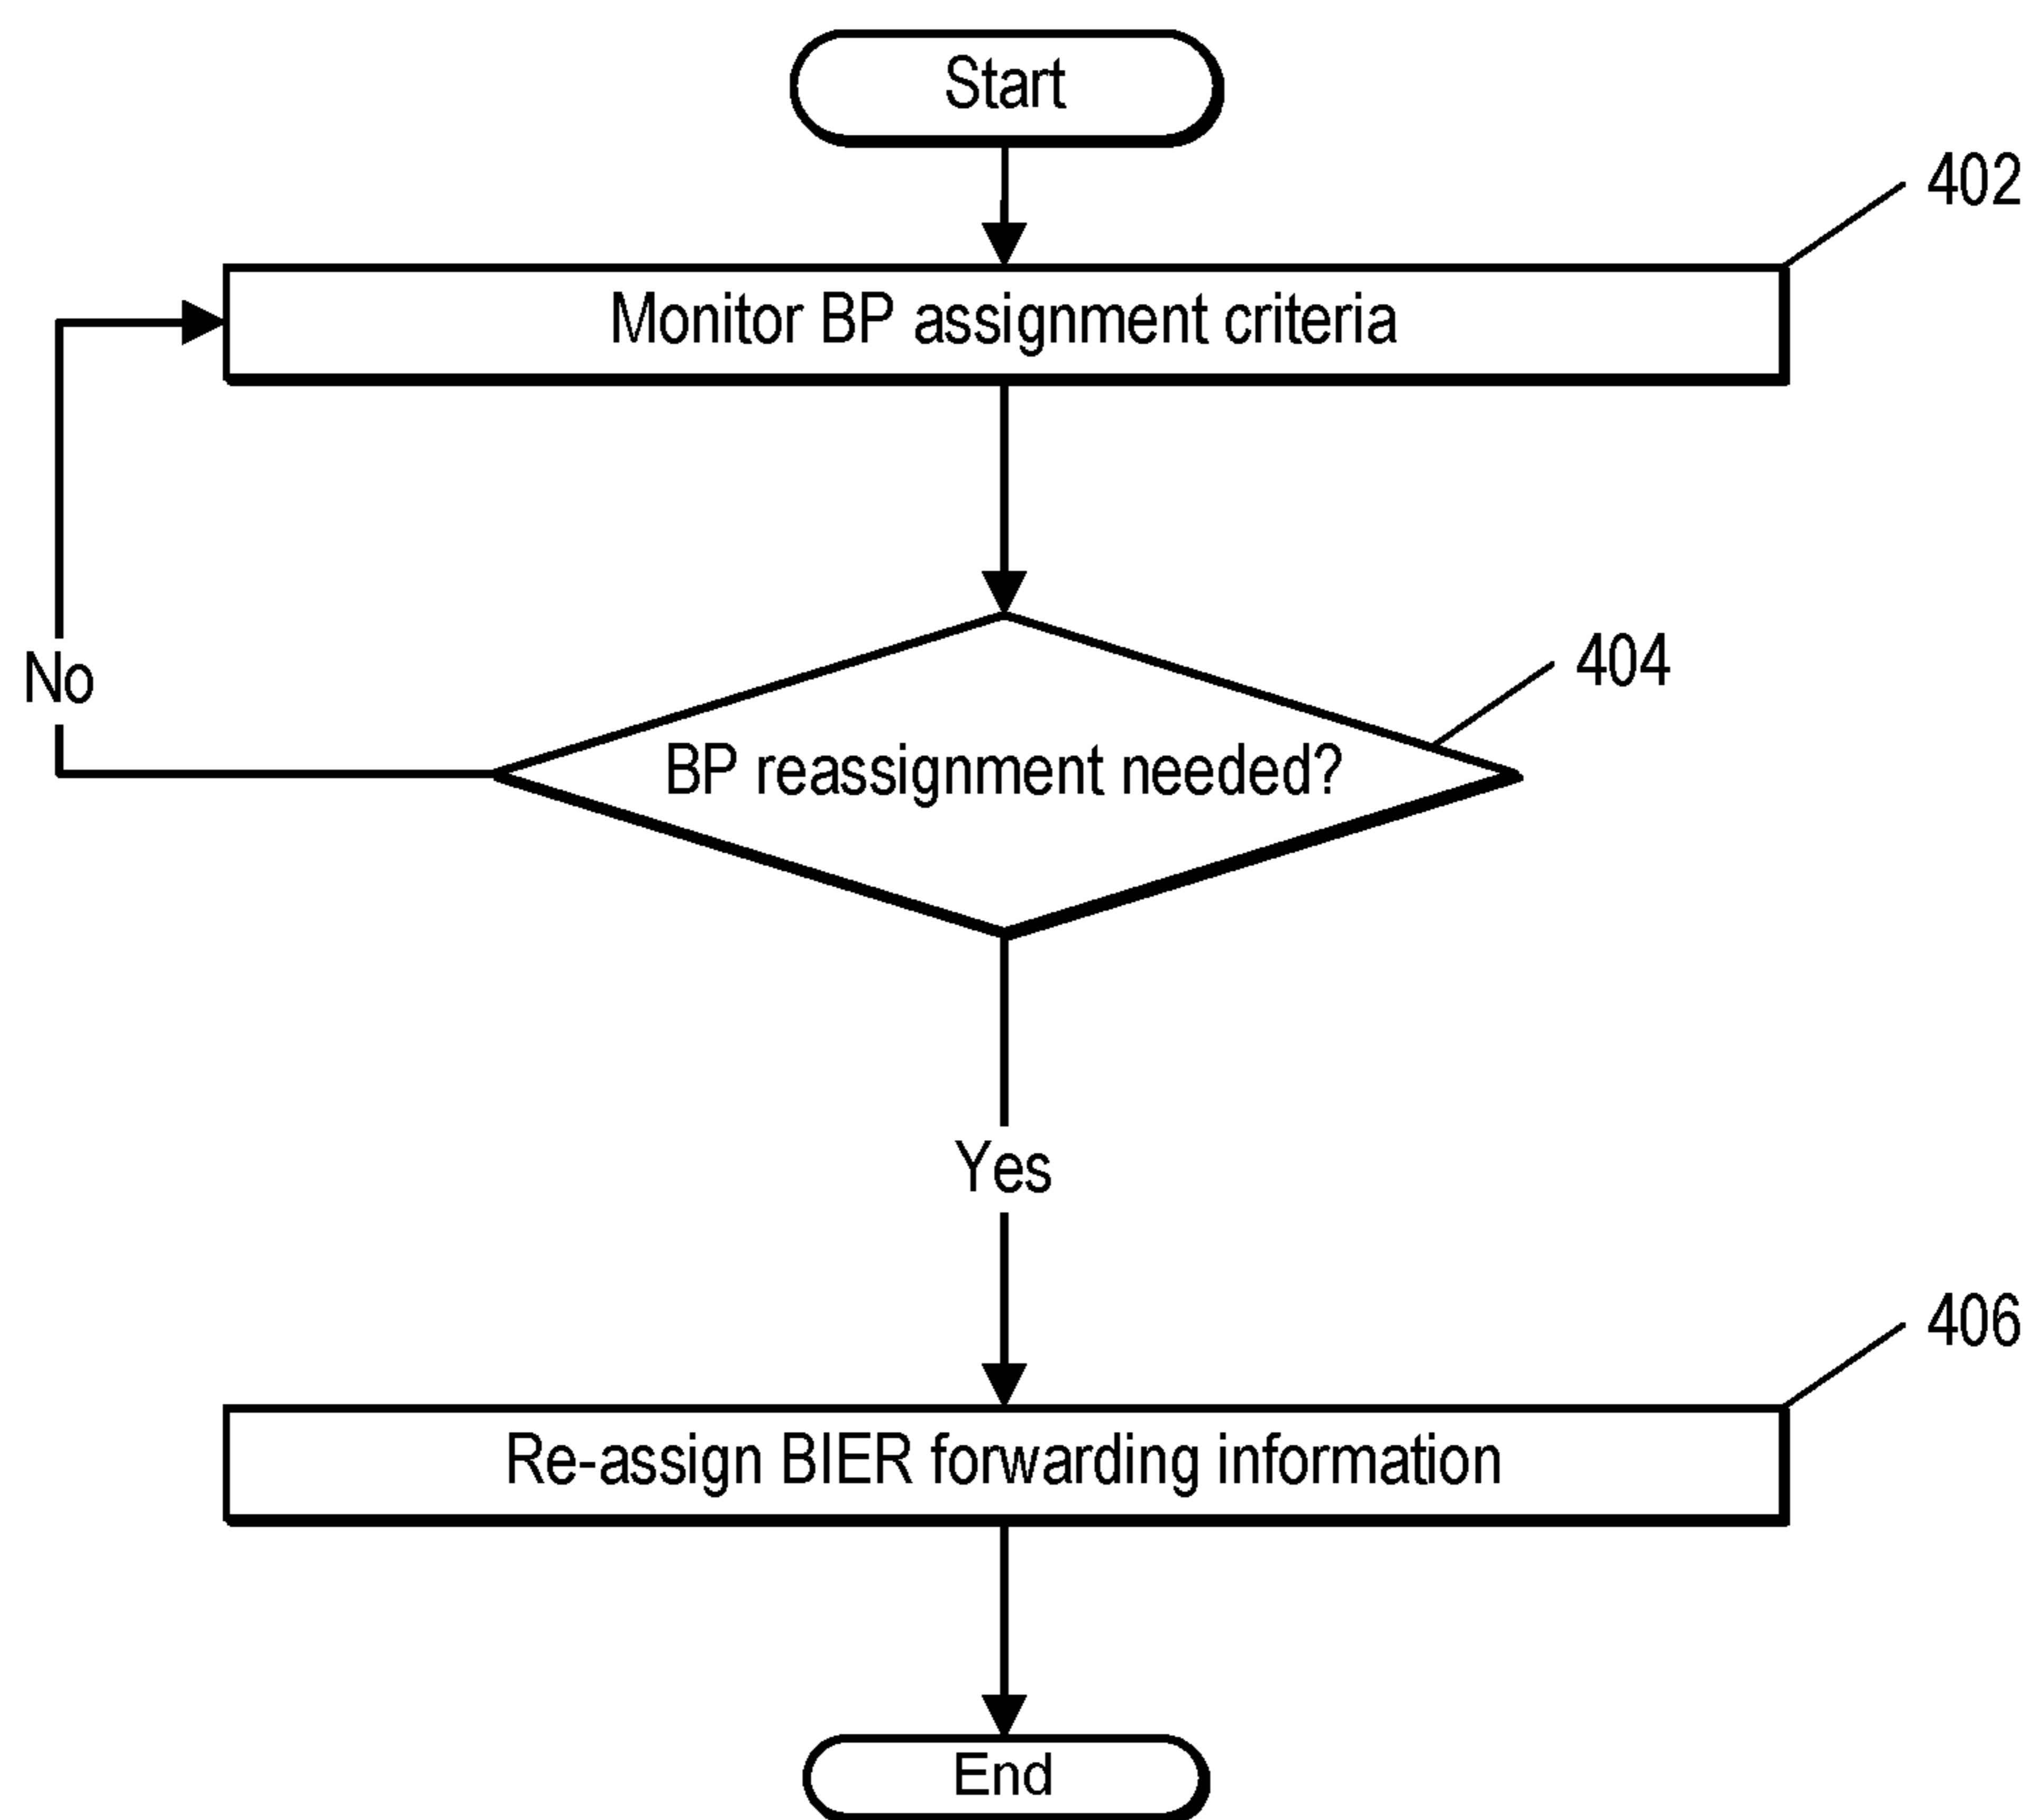 Start
402
Monitor BP assignment criteria
404
No
BP reassignment needed?
Yes
406
Re-assign BIER forwarding information
End